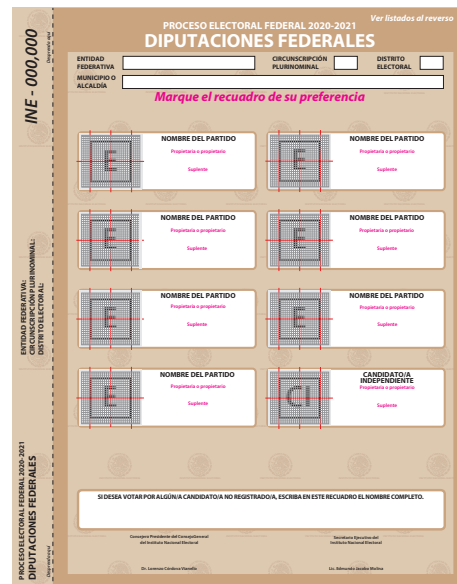 Ver listados al reverso
PROCESO ELECTORAL FEDERAL 2020-2021
DIPUTACIONES FEDERALES
ENTIDAD
FEDERATIVA
CIRCUNSCRIPCIÓN
PLURINOMINAL
DISTRITO
ELECTORAL
MUNICIPIO O
ALCALDÍA
Marque el recuadro de su preferencia
E
NOMBRE DEL PARTIDO
Propietaria o propietario
Suplente
E
NOMBRE DEL PARTIDO
Propietaria o propietario
Suplente
E
NOMBRE DEL PARTIDO
Propietaria o propietario
Suplente
E
NOMBRE DEL PARTIDO
Propietaria o propietario
Suplente
E
NOMBRE DEL PARTIDO
Propietaria o propietario
Suplente
E
NOMBRE DEL PARTIDO
Propietaria o propietario
Suplente
E
NOMBRE DEL PARTIDO
Propietaria o propietario
Suplente
CI
CANDIDATO/A
INDEPENDIENTE
Propietaria o propietario
Suplente
SI DESEA VOTAR POR ALGÚN/A CANDIDATO/A NO REGISTRADO/A, ESCRIBA EN ESTE RECUADRO EL NOMBRE COMPLETO.
Consejero Presidente del Consejo General
del Instituto Nacional Electoral
Dr. Lorenzo Córdova Vianello
Secretario Ejecutivo del
Instituto Nacional Electoral
Lic. Edmundo Jacobo Molina
INE - 000,000
Desprenda aquí
ENTIDAD FEDERATIVA:
CIRCUNSCRIPCIÓN PLURINOMINAL:
DISTRITO ELECTORAL:
PROCESO ELECTORAL FEDERAL 2020-2021
DIPUTACIONES FEDERALES
Desprenda aquí